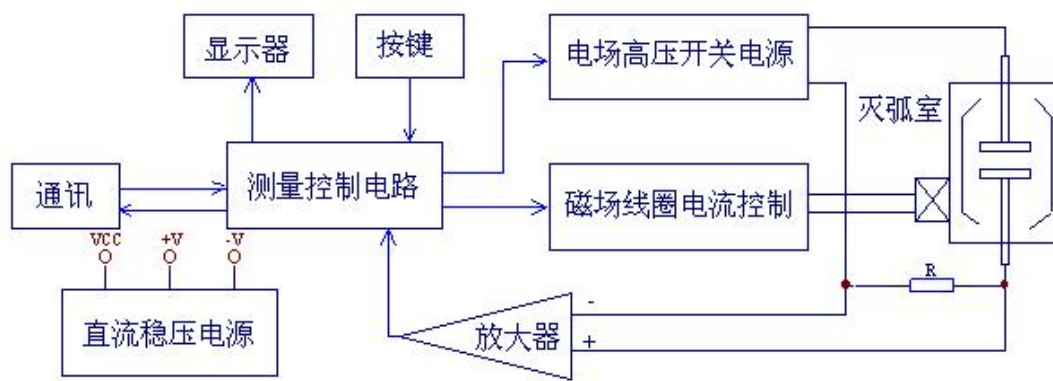 显示器
按键
电场高压开关电源
灭弧室
通讯
测量控制电路
磁场线圈电流控制
VCC
+V
-V
R
直流稳压电源
放大器
-
+